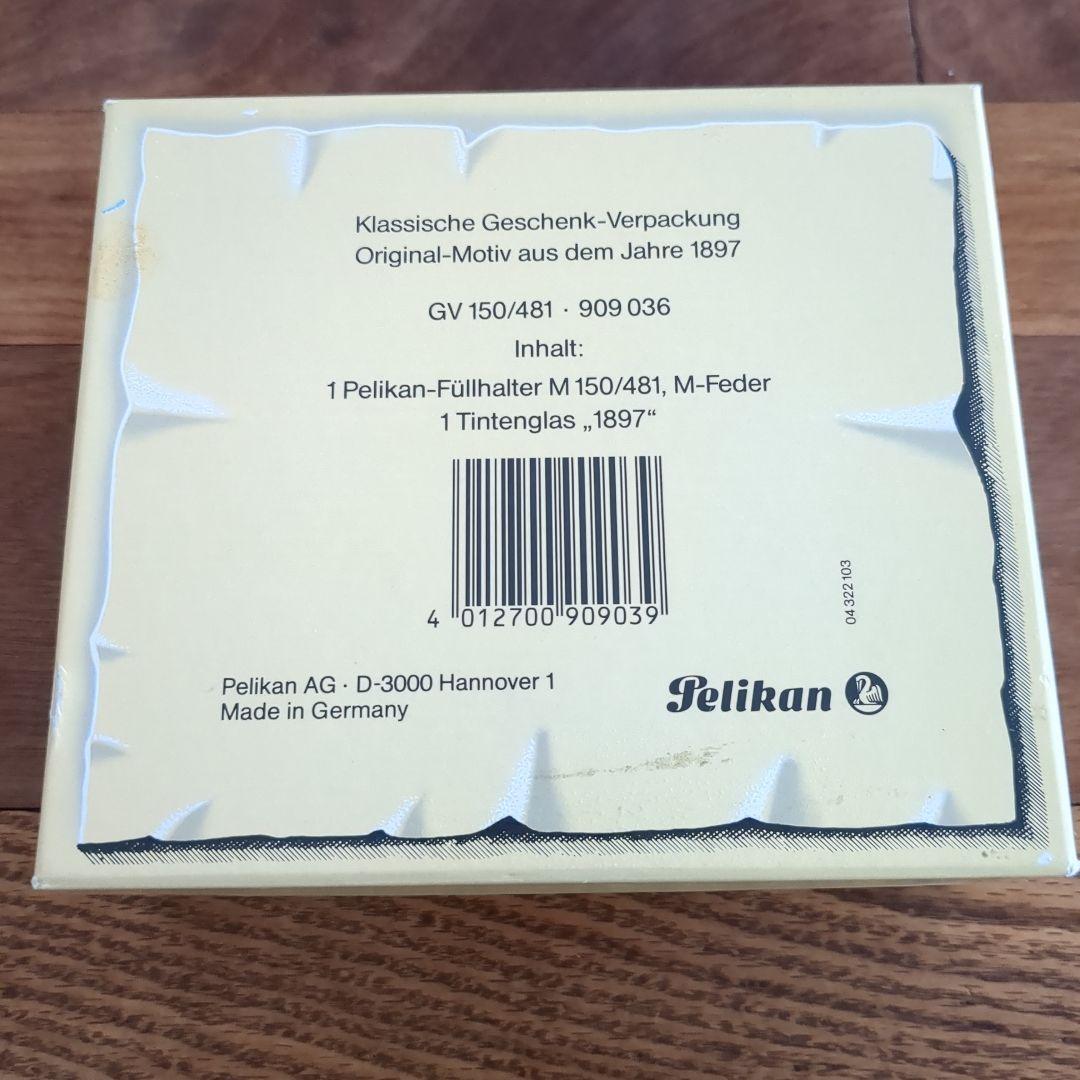 Klassische Geschenk-Verpackung
Original-Motiv aus dem Jahre 1897
GV 150/481 · 909 036
Inhalt:
1 Pelikan-Füllhalter M 150/481, M-Feder
1 Tintenglas „1897“
4 012700 909039
04 322 103
Pelikan AG · D-3000 Hannover 1
Made in Germany
Pelikan